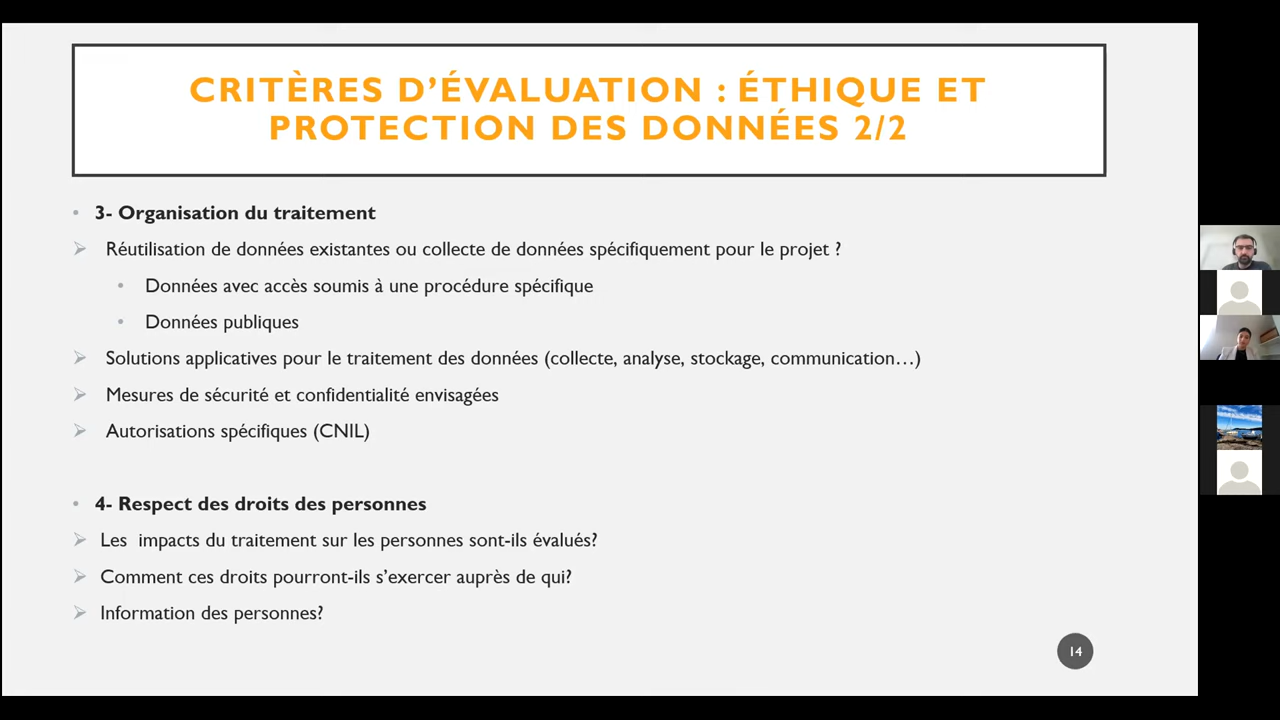 CRITÈRES D’ÉVALUATION : ÉTHIQUE ET
PROTECTION DES DONNÉES 2/2
• 3- Organisation du traitement
➢ Réutilisation de données existantes ou collecte de données spécifiquement pour le projet ?
• Données avec accès soumis à une procédure spécifique
• Données publiques
➢ Solutions applicatives pour le traitement des données (collecte, analyse, stockage, communication…)
➢ Mesures de sécurité et confidentialité envisagées
➢ Autorisations spécifiques (CNIL)
• 4- Respect des droits des personnes
➢ Les  impacts du traitement sur les personnes sont-ils évalués?
➢ Comment ces droits pourront-ils s’exercer auprès de qui?
➢ Information des personnes?
14